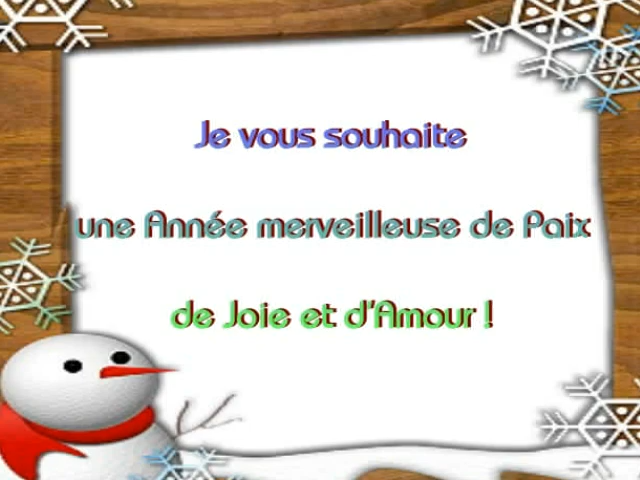 Je vous souhaite
une Année merveilleuse de Paix
de Joie et d'Amour !